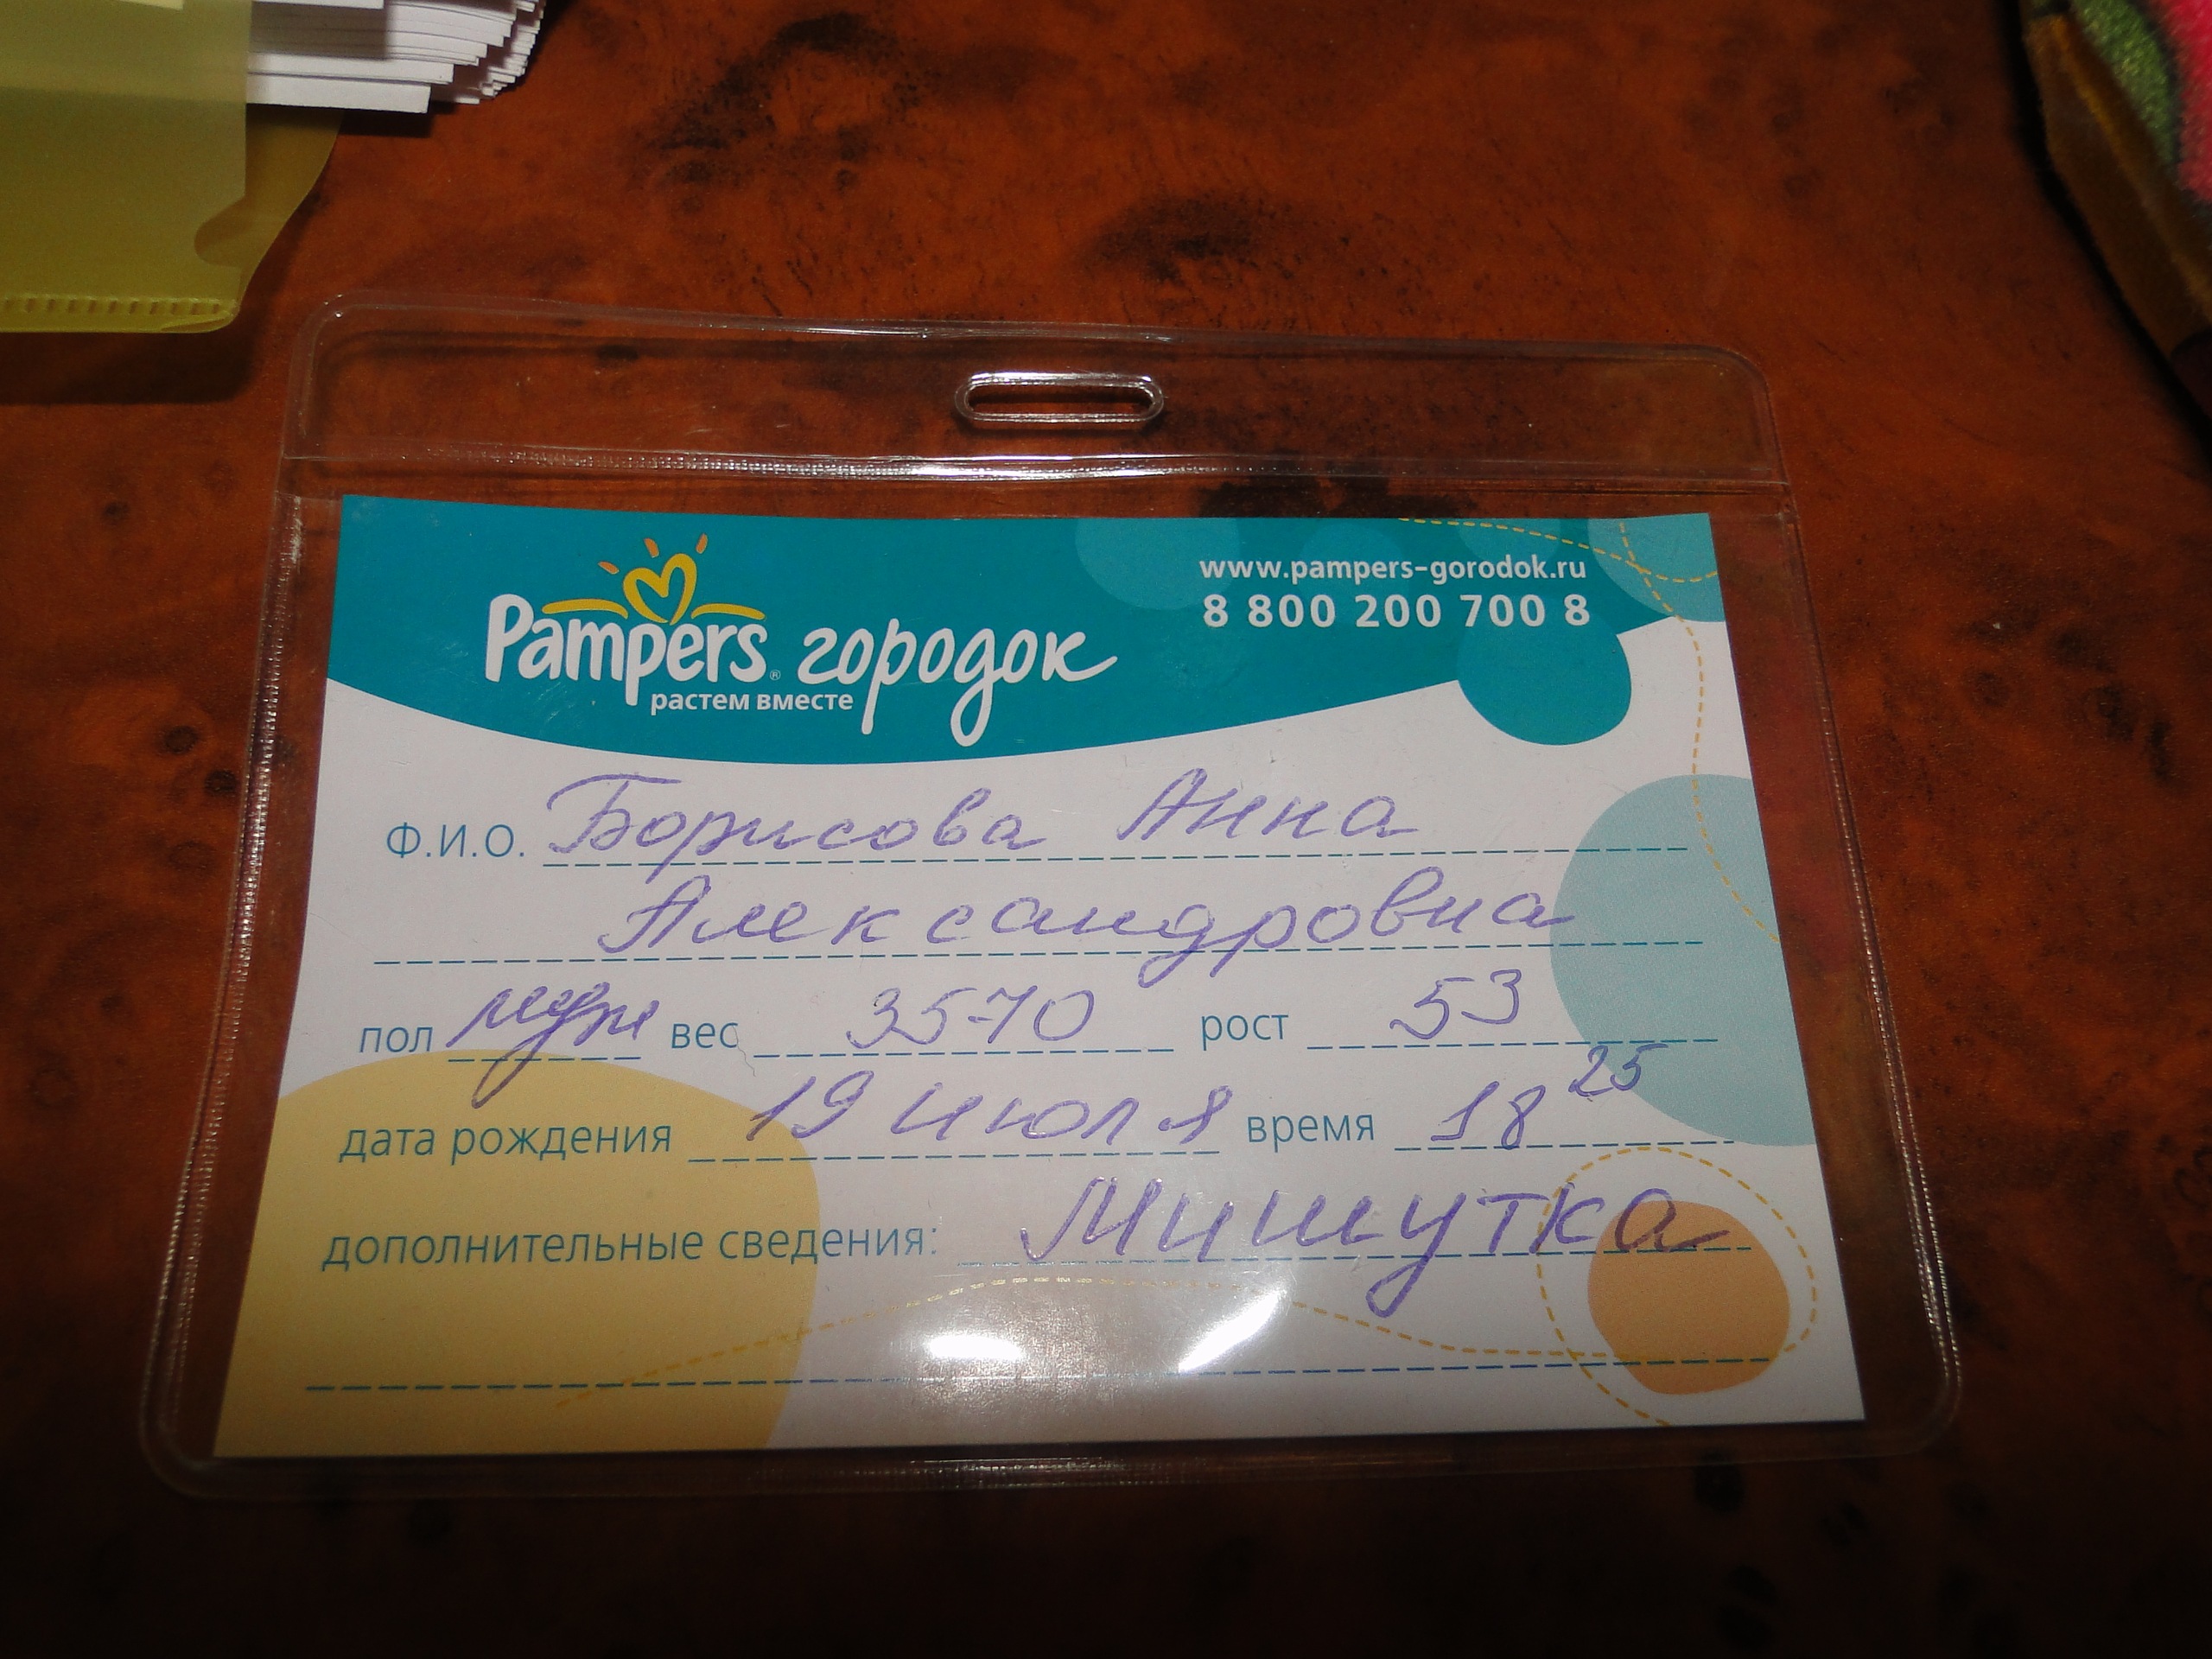 Pampers городок
растем вместе
www.pampers-gorodok.ru
8 800 200 700 8
Ф.И.О. Борисова Анна
Александровна
пол муж вес 3570 рост 53
дата рождения 19 июля время 18 25
дополнительные сведения: Мишутка